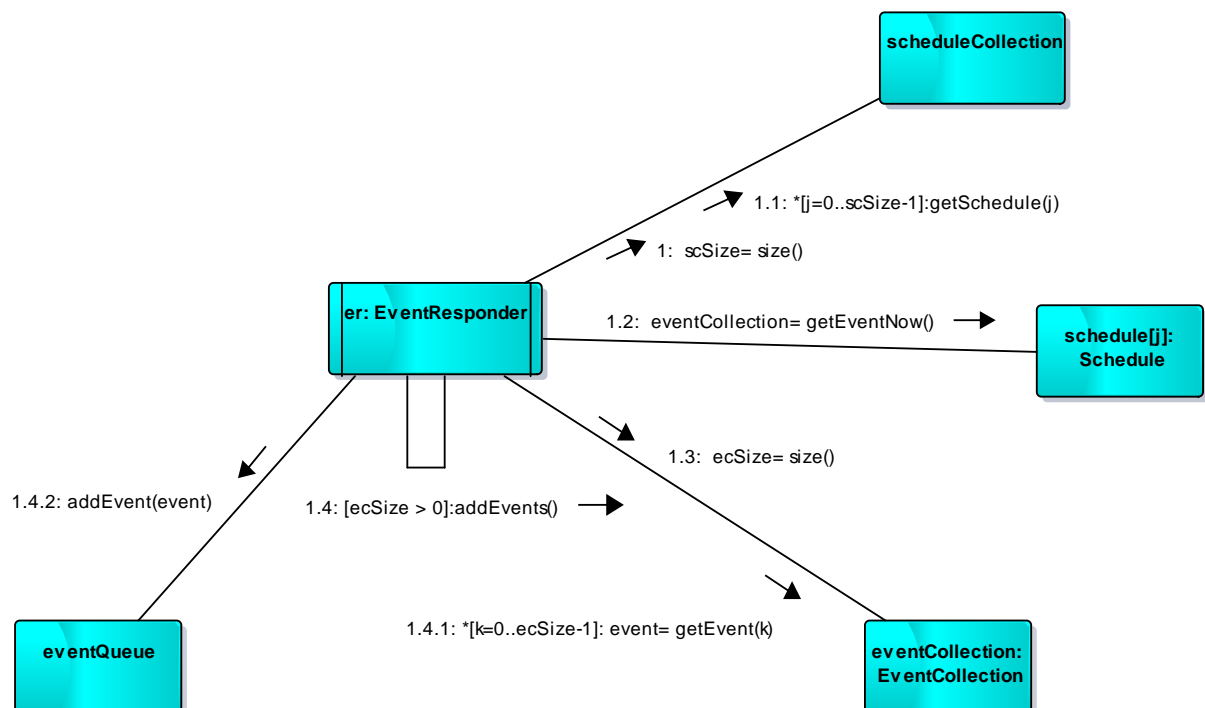 scheduleCollection
1.1: *[j=0..scSize-1]:getSchedule(j)
1: scSize= size()
er: EventResponder
1.2: eventCollection= getEventNow()
schedule[j]:
Schedule
1.3: ecSize= size()
1.4.2: addEvent(event)
1.4: [ecSize > 0]:addEvents()
1.4.1: *[k=0..ecSize-1]: event= getEvent(k)
eventQueue
eventCollection:
EventCollection